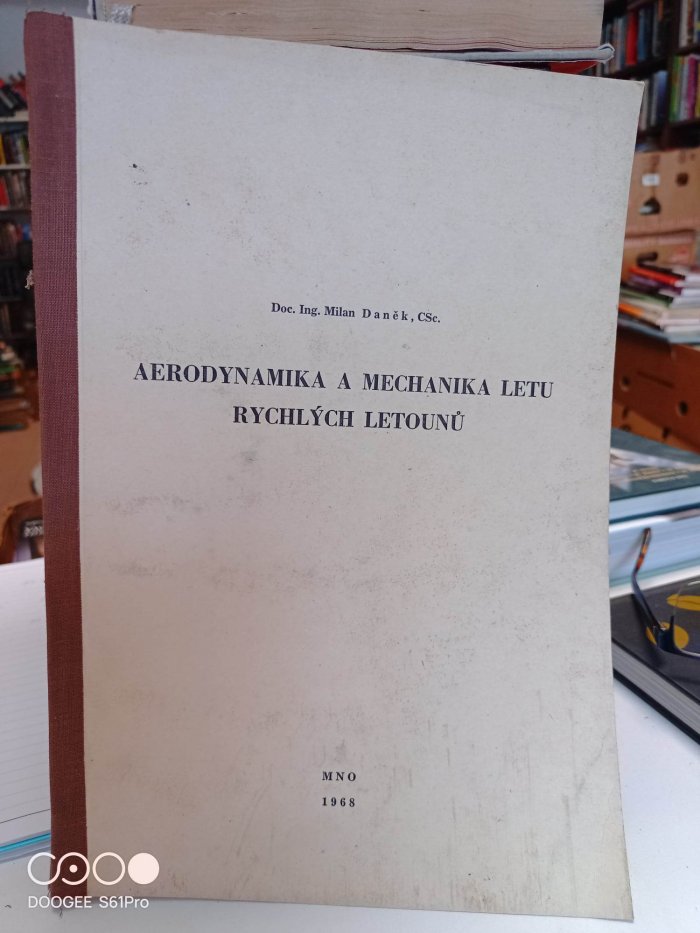 Doc. Ing. Milan Daněk, CSc.
AERODYNAMIKA A MECHANIKA LETU
RYCHLÝCH LETOUNŮ
MNO
1968
DOOGEE S61Pro